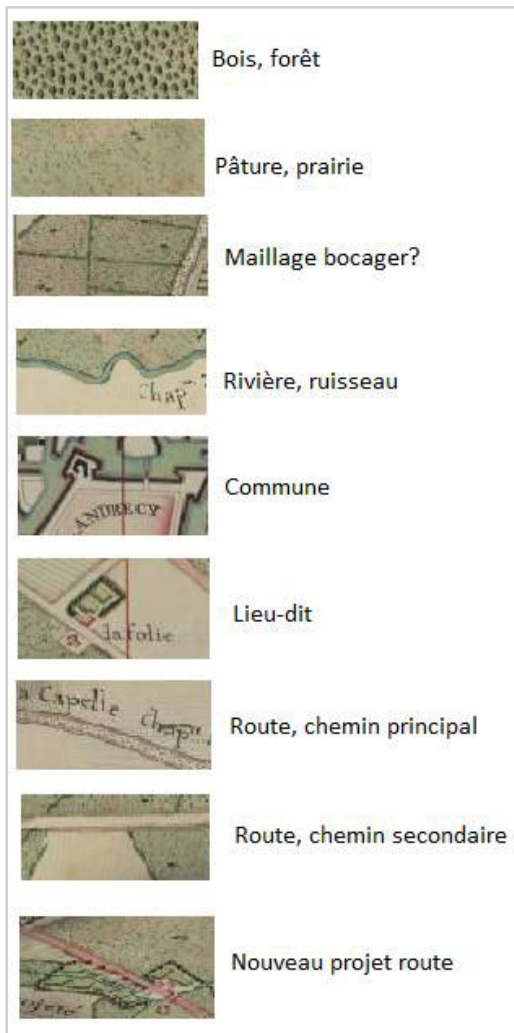 Bois, forêt
Pâture, prairie
Maillage bocager?
Chap
Rivière, ruisseau
ANDRECY
Commune
la folie
Lieu-dit
a Capelle Chap
Route, chemin principal
Route, chemin secondaire
Nouveau projet route